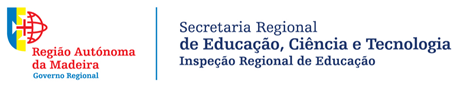 Região Autónoma
da Madeira
Governo Regional
Secretaria Regional
de Educação, Ciência e Tecnologia
Inspeção Regional de Educação